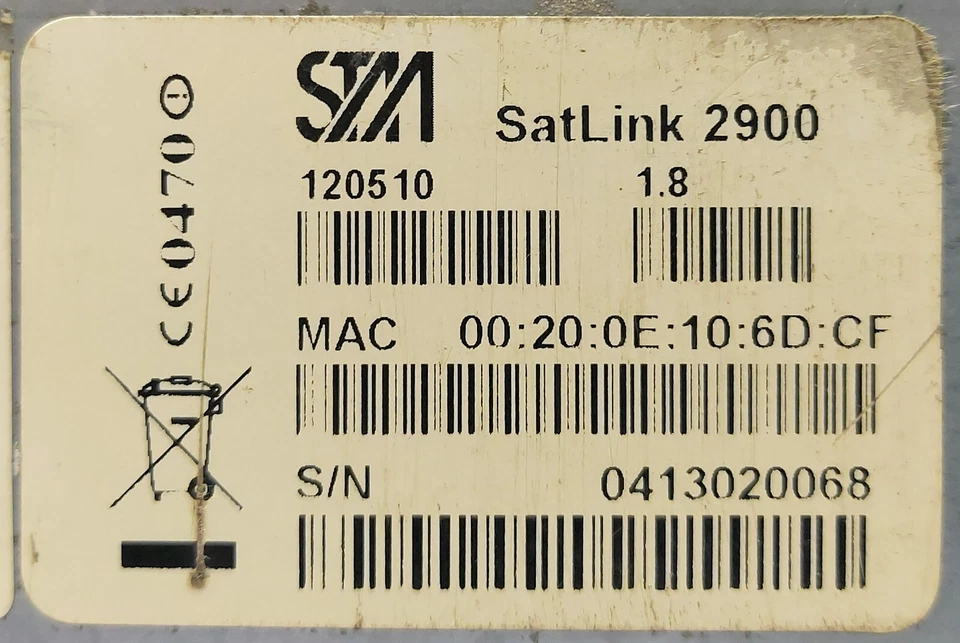 STM
SatLink 2900
120510
1.8
MAC 00:20:0E:10:6D:CF
S/N 0413020068
CE0470